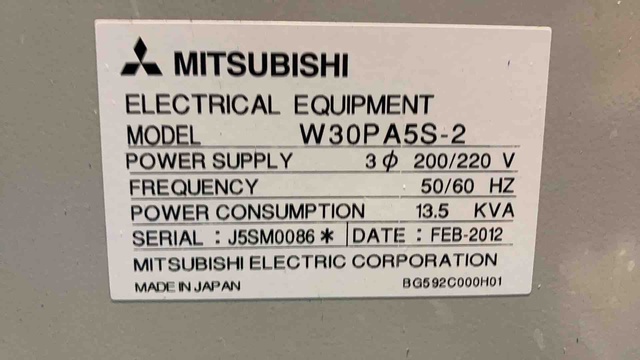 MITSUBISHI
ELECTRICAL EQUIPMENT
MODEL W30PA5S-2
POWER SUPPLY 3φ 200/220 V
FREQUENCY 50/60 HZ
POWER CONSUMPTION 13.5 KVA
SERIAL : J5SM0086* DATE : FEB-2012
MITSUBISHI ELECTRIC CORPORATION
MADE IN JAPAN BG592C000H01